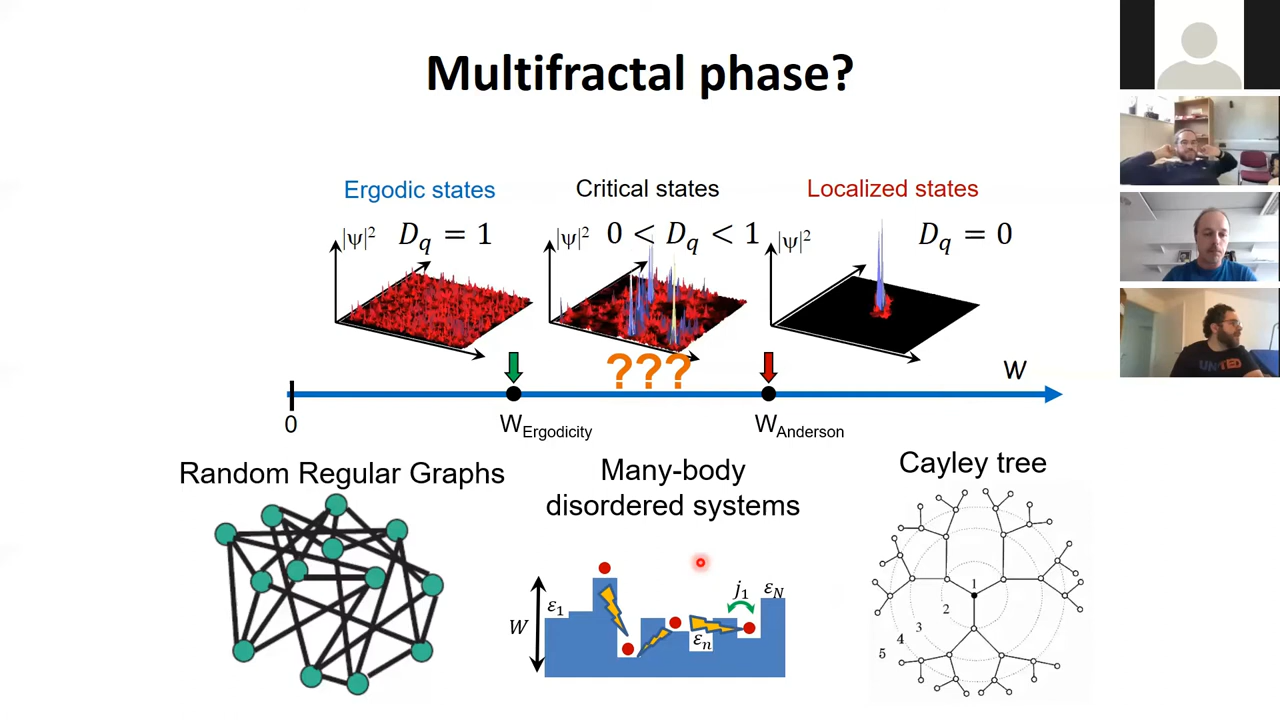 Multifractal phase?
Ergodic states
Critical states
Localized states
|ψ|² D_q = 1
|ψ|² 0 < D_q < 1
|ψ|² D_q = 0
???
W
0
W_Ergodicity
W_Anderson
Random Regular Graphs
Many-body
disordered systems
Cayley tree
W
ε₁
ε_n
j₁
ε_N
1
2
3
4
5
UNITED